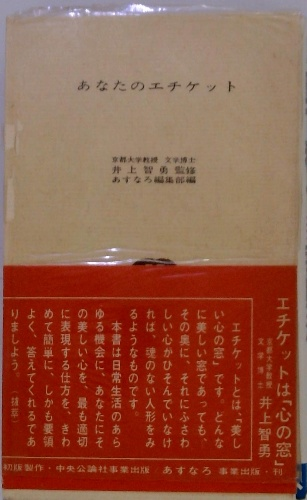 あなたのエチケット
京都大学教授 文学博士
井上智勇監修
あすなろ編集部編
エチケットは「心の窓」
京都大学教授
文学博士
井上智勇
エチケットとは、「美し
い心の窓」です。どんな
に美しい窓であっても、
その奥に、それにふさわ
しい心がひそんでいなけ
れば、魂のない人形をみ
るようなものです。
本書は日常生活のあら
ゆる機会に、あなたにそ
の美しい心を、最も適切
に表現する仕方を、きわ
めて簡単に、しかも要領
よく、答えてくれるであ
りましょう。(抜萃)
初版製作・中央公論社事業出版
あすなろ事業出版・刊